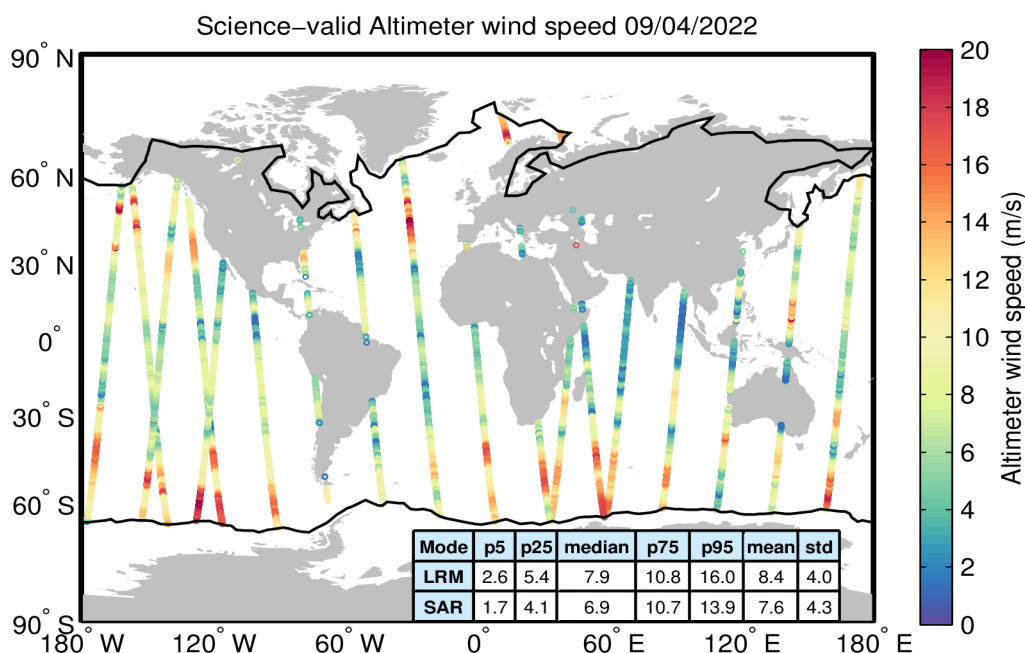 Science−valid Altimeter wind speed 09/04/2022
90° N
60° N
30° N
0°
30° S
60° S
90° S
180° W
120° W
60° W
0°
60° E
120° E
180° E
Mode p5 p25 median p75 p95 mean std
LRM 2.6 5.4 7.9 10.8 16.0 8.4 4.0
SAR 1.7 4.1 6.9 10.7 13.9 7.6 4.3
20
18
16
14
12
10
8
6
4
2
0
Altimeter wind speed (m/s)